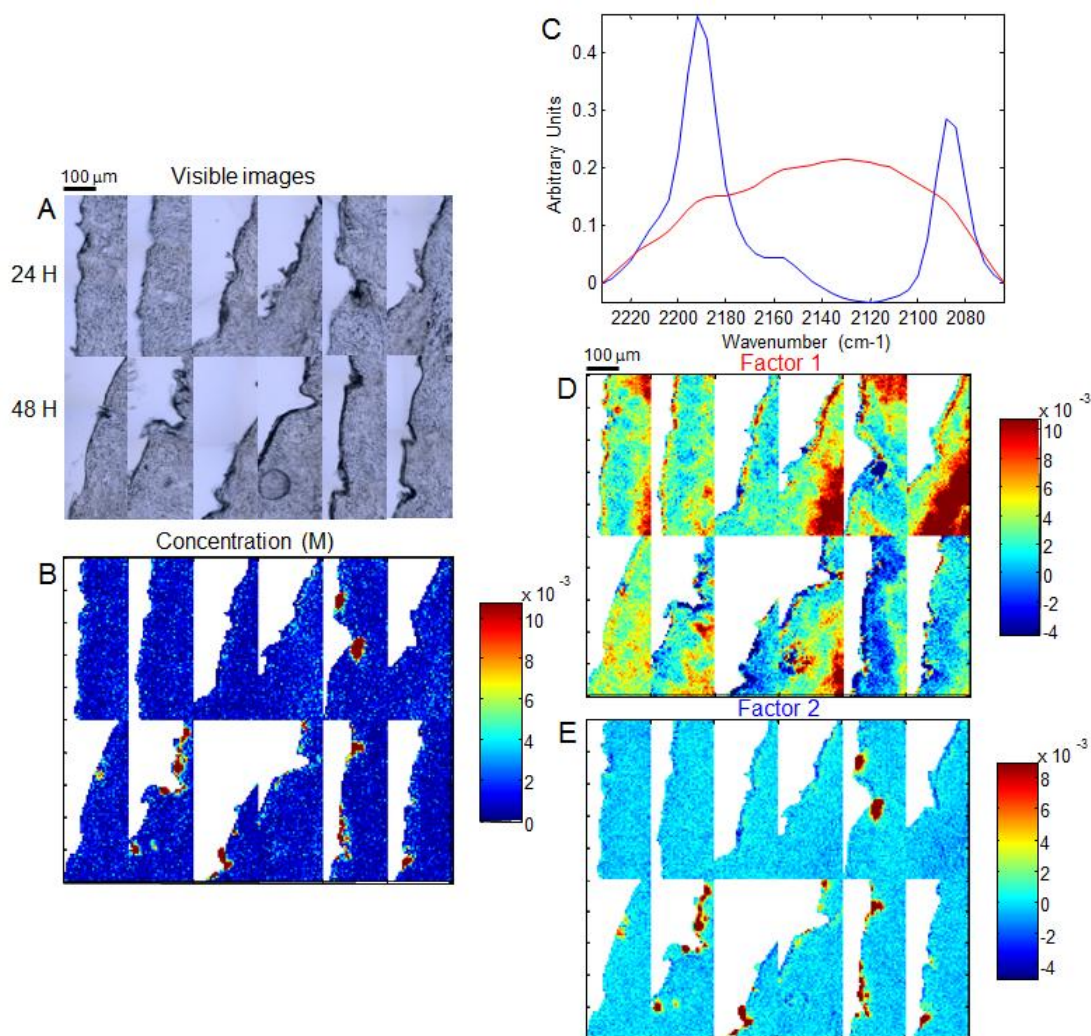 A
100 µm
Visible images
24 H
48 H
B
Concentration (M)
x 10 -3
10
8
6
4
2
0
C
Arbitrary Units
0.4
0.3
0.2
0.1
0
2220 2200 2180 2160 2140 2120 2100 2080
Wavenumber (cm-1)
D
100 µm
Factor 1
x 10 -3
10
8
6
4
2
0
-2
-4
E
Factor 2
x 10 -3
8
6
4
2
0
-2
-4